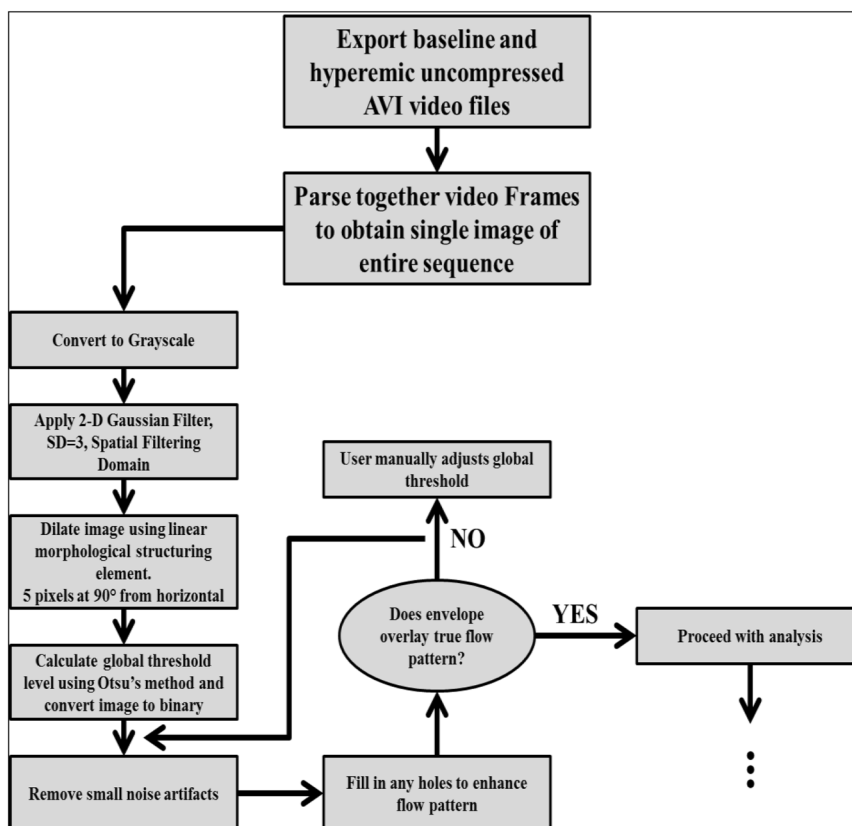 Export baseline and
hyperemic uncompressed
AVI video files
Parse together video Frames
to obtain single image of
entire sequence
Convert to Grayscale
Apply 2-D Gaussian Filter,
SD=3, Spatial Filtering
Domain
Dilate image using linear
morphological structuring
element.
5 pixels at 90° from horizontal
Calculate global threshold
level using Otsu's method and
convert image to binary
Remove small noise artifacts
Fill in any holes to enhance
flow pattern
Does envelope
overlay true flow
pattern?
NO
User manually adjusts global
threshold
YES
Proceed with analysis